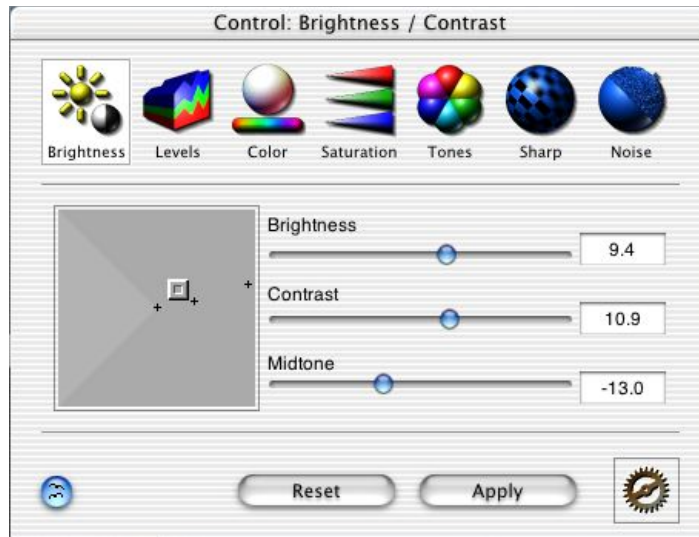 Control: Brightness / Contrast
Brightness Levels Color Saturation Tones Sharp Noise
Brightness
9.4
Contrast
10.9
Midtone
-13.0
Reset Apply